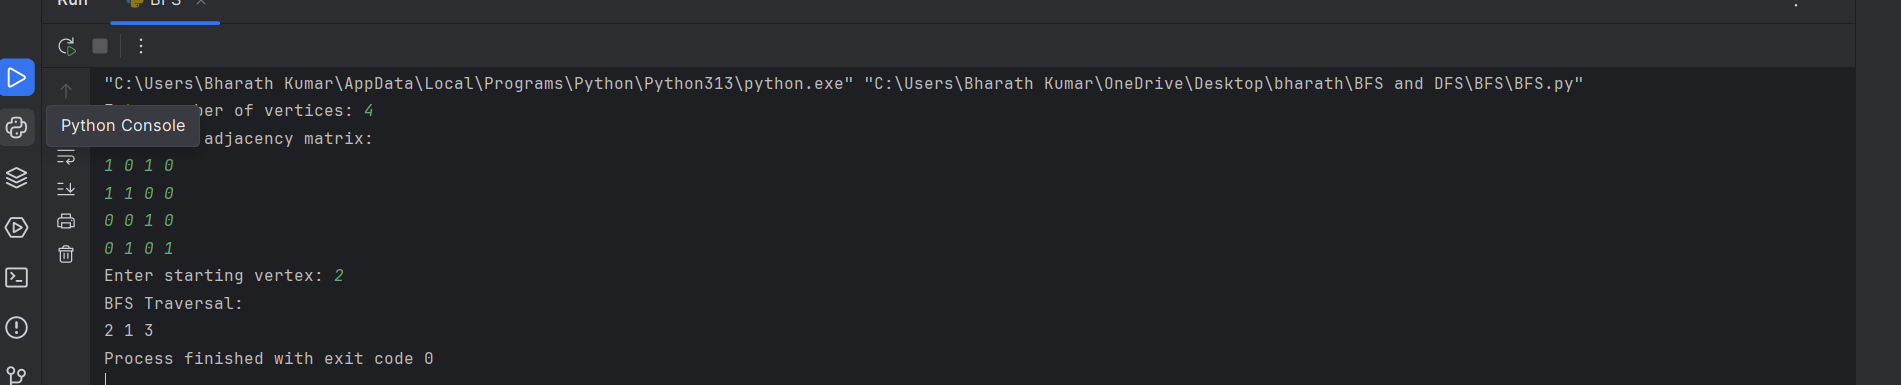 Run BFS
"C:\Users\Bharath Kumar\AppData\Local\Programs\Python\Python313\python.exe" "C:\Users\Bharath Kumar\OneDrive\Desktop\bharath\BFS and DFS\BFS\BFS.py"
of vertices: 4
Python Console
adjacency matrix:
1 0 1 0
1 1 0 0
0 0 1 0
0 1 0 1
Enter starting vertex: 2
BFS Traversal:
2 1 3
Process finished with exit code 0